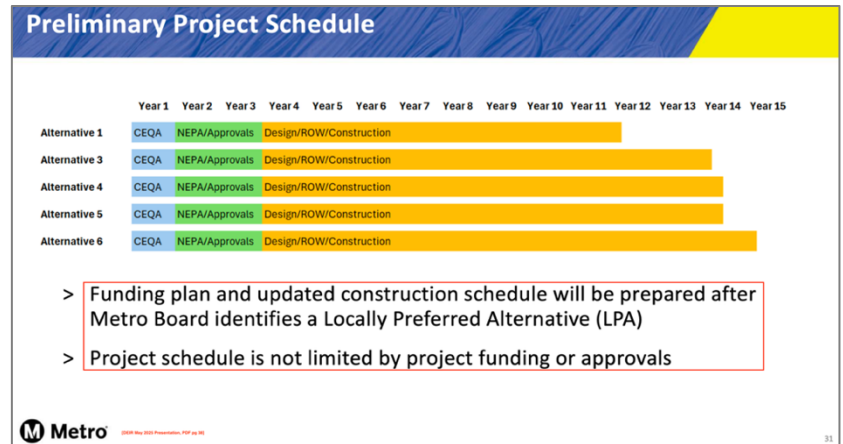 Preliminary Project Schedule
Year 1 Year 2 Year 3 Year 4 Year 5 Year 6 Year 7 Year 8 Year 9 Year 10 Year 11 Year 12 Year 13 Year 14 Year 15
Alternative 1 CEQA NEPA/Approvals Design/ROW/Construction
Alternative 3 CEQA NEPA/Approvals Design/ROW/Construction
Alternative 4 CEQA NEPA/Approvals Design/ROW/Construction
Alternative 5 CEQA NEPA/Approvals Design/ROW/Construction
Alternative 6 CEQA NEPA/Approvals Design/ROW/Construction
> Funding plan and updated construction schedule will be prepared after
Metro Board identifies a Locally Preferred Alternative (LPA)
> Project schedule is not limited by project funding or approvals
M Metro May 2025 Presentation, PDF
31